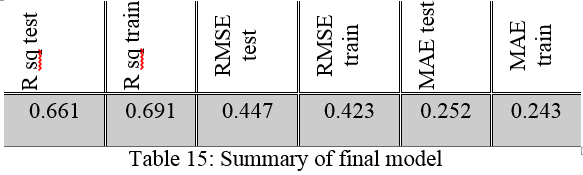 R sq test
R sq train
RMSE
test
RMSE
train
MAE test
MAE
train
0.661 0.691 0.447 0.423 0.252 0.243
Table 15: Summary of final model